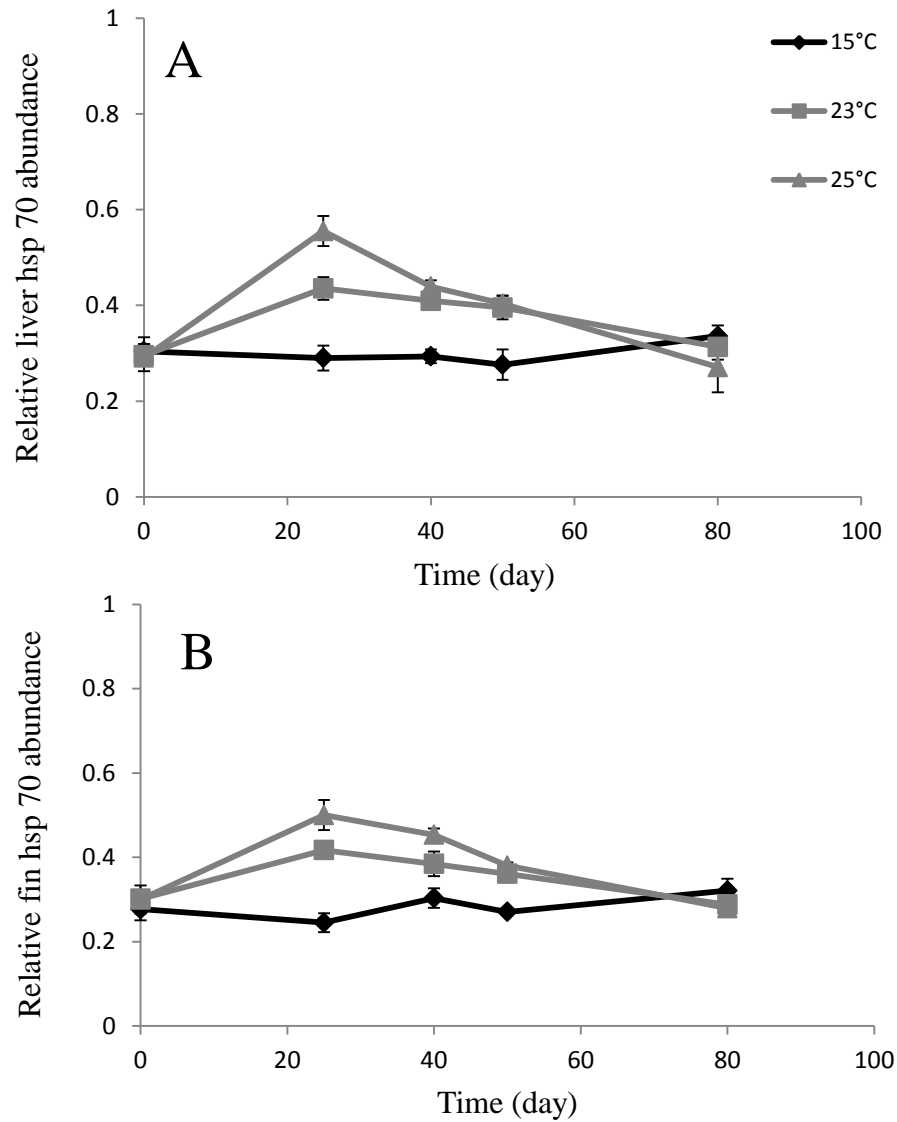 A
15°C
23°C
25°C
Relative liver hsp 70 abundance
1
0.8
0.6
0.4
0.2
0
0 20 40 60 80 100
Time (day)
B
Relative fin hsp 70 abundance
1
0.8
0.6
0.4
0.2
0
0 20 40 60 80 100
Time (day)